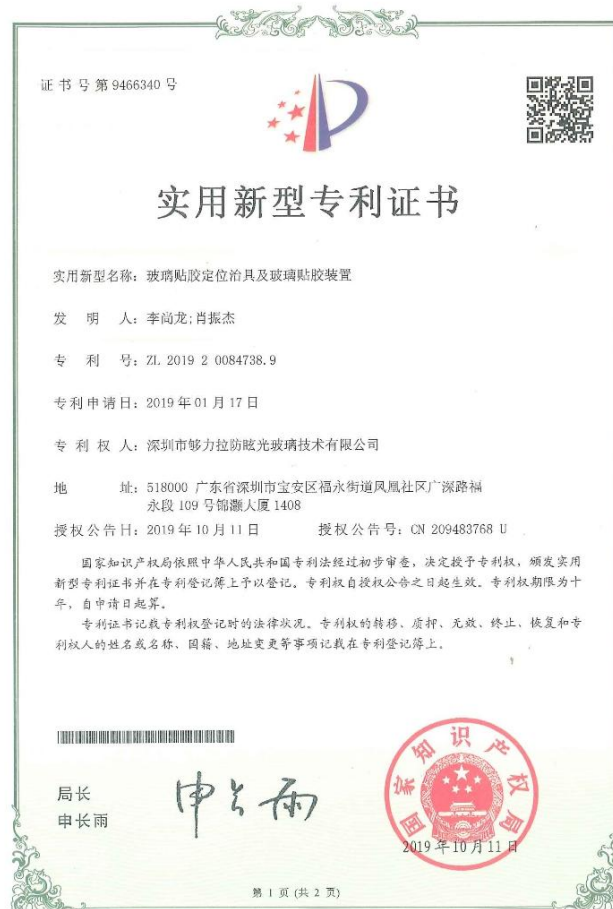 证书号第9466340号
实用新型专利证书
实用新型名称：玻璃贴胶定位治具及玻璃贴胶装置
发明人：李尚龙;肖振杰
专利号：ZL 2019 2 0084738.9
专利申请日：2019年01月17日
专利权人：深圳市够力拉防眩光玻璃技术有限公司
地址：518000 广东省深圳市宝安区福永街道凤凰社区广深路福
永段109号锦灏大厦1408
授权公告日：2019年10月11日 授权公告号：CN 209483768 U
国家知识产权局依照中华人民共和国专利法经过初步审查，决定授予专利权，颁发实用
新型专利证书并在专利登记簿上予以登记。专利权自授权公告之日起生效。专利权期限为十
年，自申请日起算。
专利证书记载专利权登记时的法律状况。专利权的转移、质押、无效、终止、恢复和专
利权人的姓名或名称、国籍、地址变更等事项记载在专利登记簿上。
局长
申长雨
申长雨
国家知识产权局
2019年10月11日
第1页(共2页)